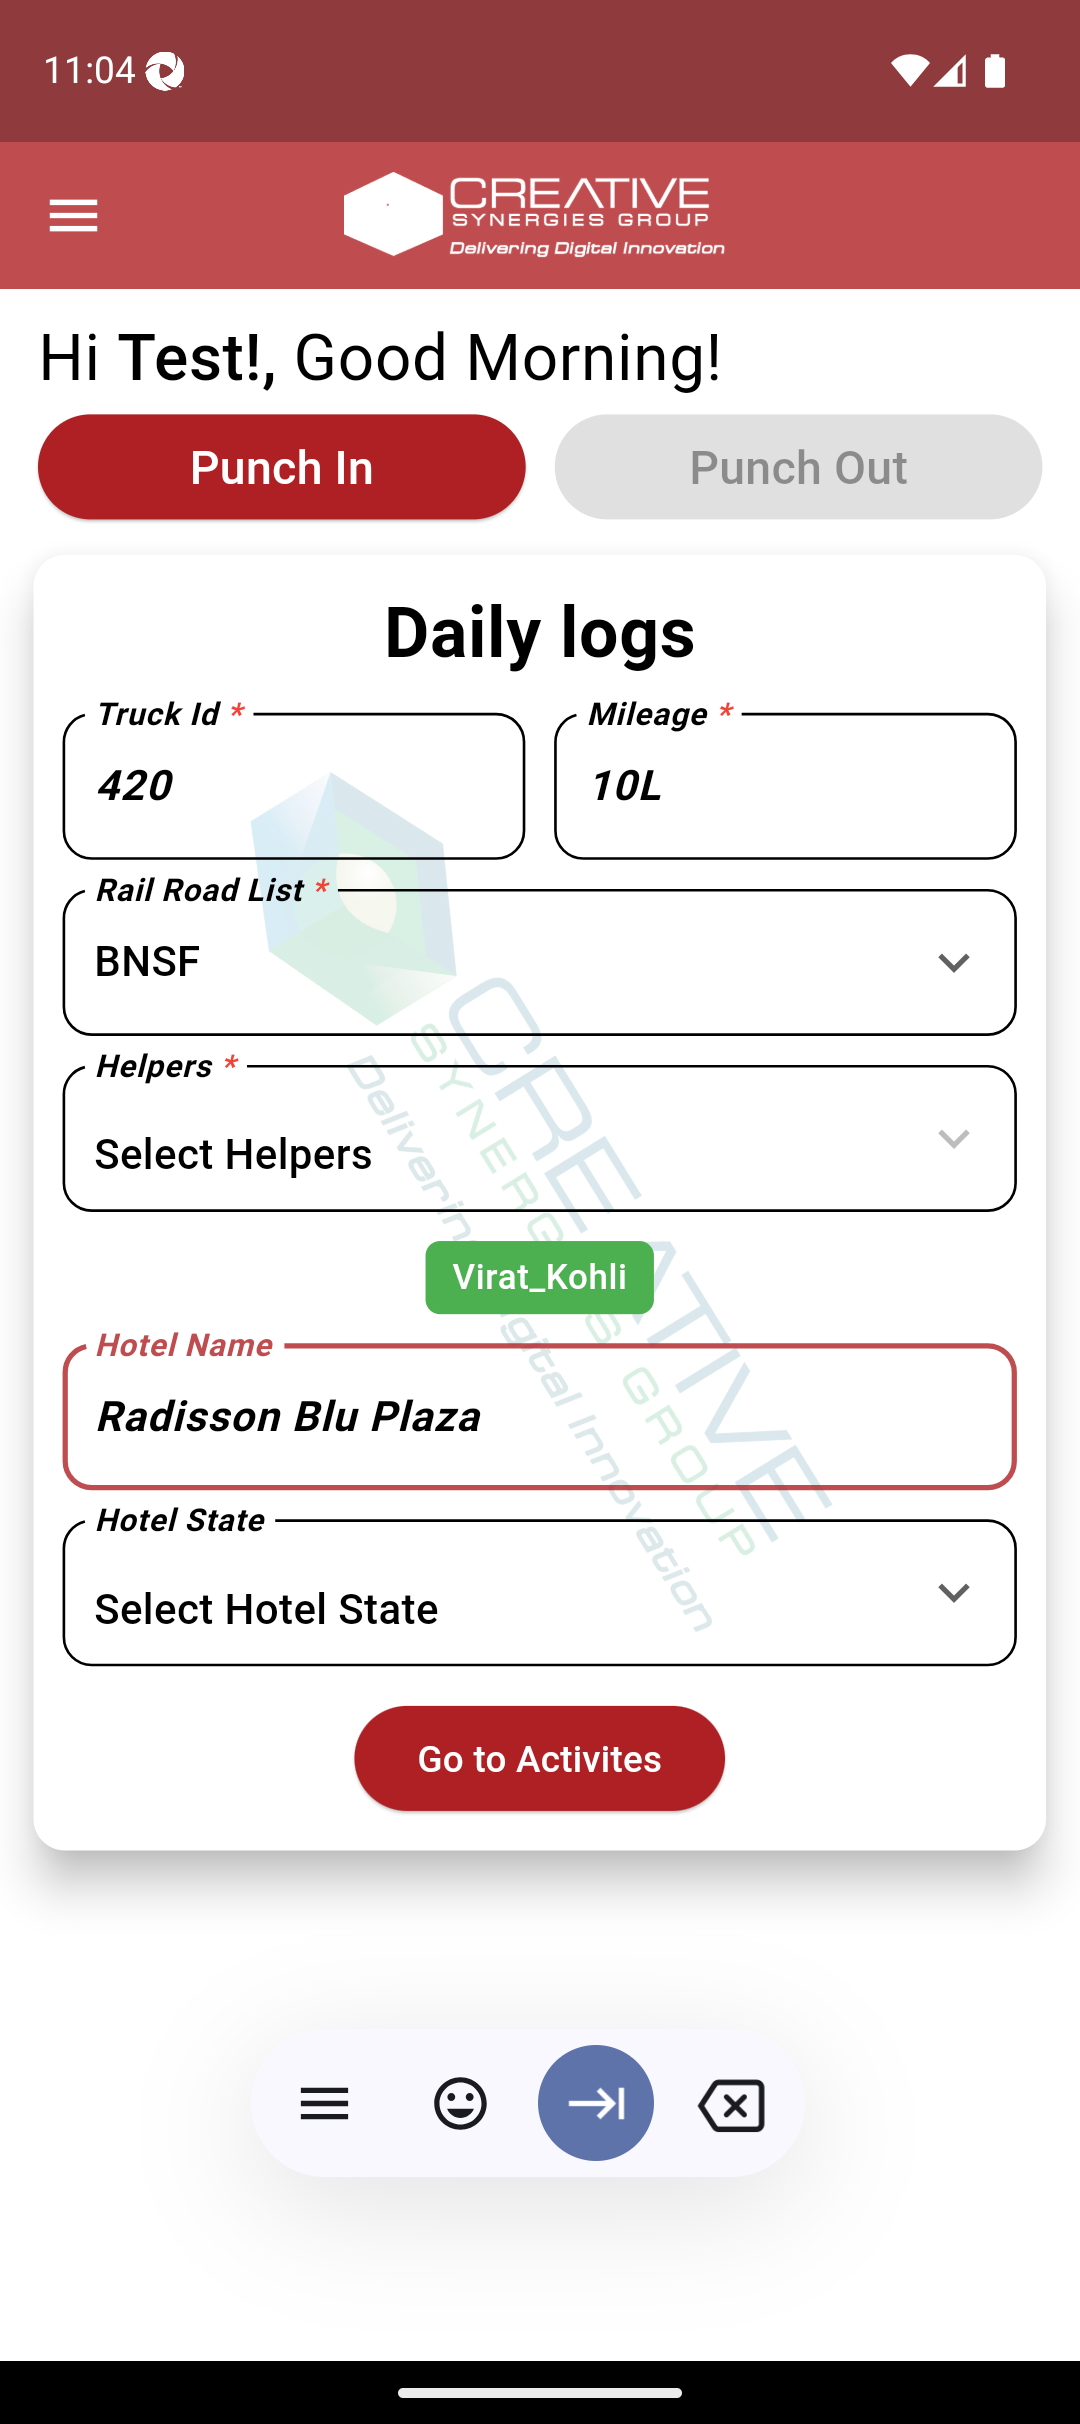 11:04
CREATIVE
SYNERGIES GROUP
Delivering Digital Innovation
Hi Test!, Good Morning!
Punch In
Punch Out
Daily logs
Truck Id *
420
Mileage *
10L
Rail Road List *
BNSF
Helpers *
Select Helpers
Virat_Kohli
Hotel Name
Radisson Blu Plaza
Hotel State
Select Hotel State
Go to Activites
CREATIVE
SYNERGIES GROUP
Delivering Digital Innovation